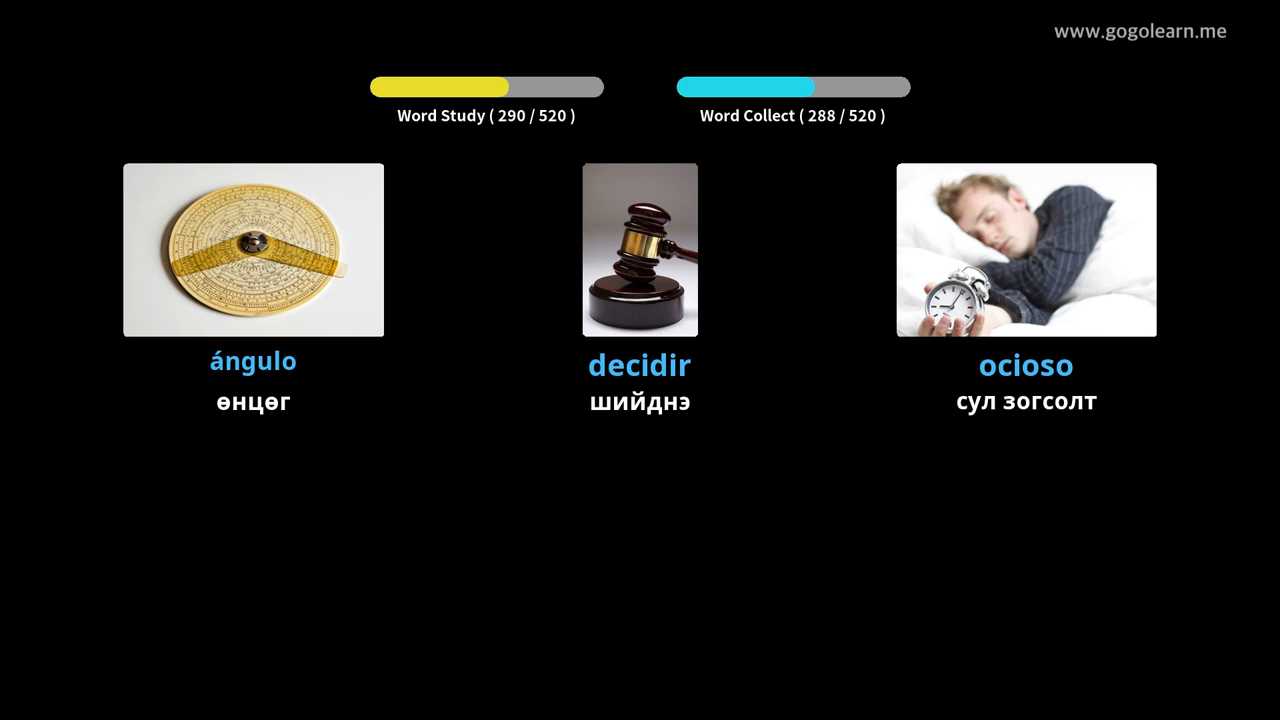 www.gogolearn.me
Word Study ( 290 / 520 )
Word Collect ( 288 / 520 )
ángulo
өнцөг
decidir
шийднэ
ocioso
сул зогсолт